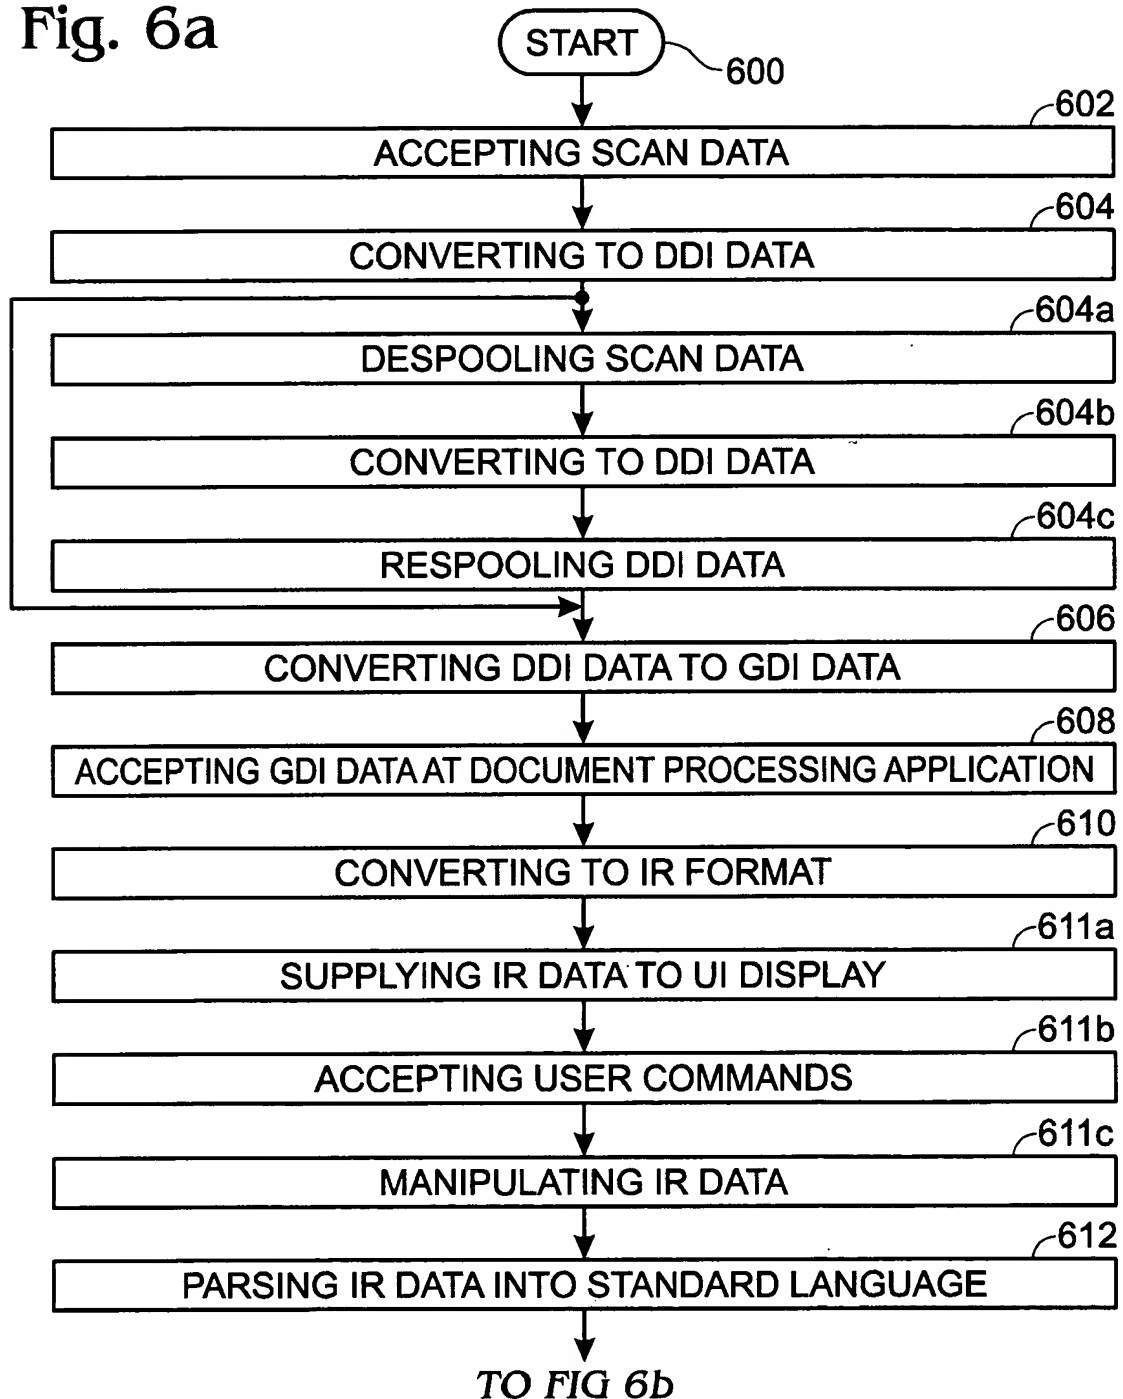 Fig. 6a
START
600
602
ACCEPTING SCAN DATA
604
CONVERTING TO DDI DATA
604a
DESPOOLING SCAN DATA
604b
CONVERTING TO DDI DATA
604c
RESPOOLING DDI DATA
606
CONVERTING DDI DATA TO GDI DATA
608
ACCEPTING GDI DATA AT DOCUMENT PROCESSING APPLICATION
610
CONVERTING TO IR FORMAT
611a
SUPPLYING IR DATA TO UI DISPLAY
611b
ACCEPTING USER COMMANDS
611c
MANIPULATING IR DATA
612
PARSING IR DATA INTO STANDARD LANGUAGE
TO FIG 6b